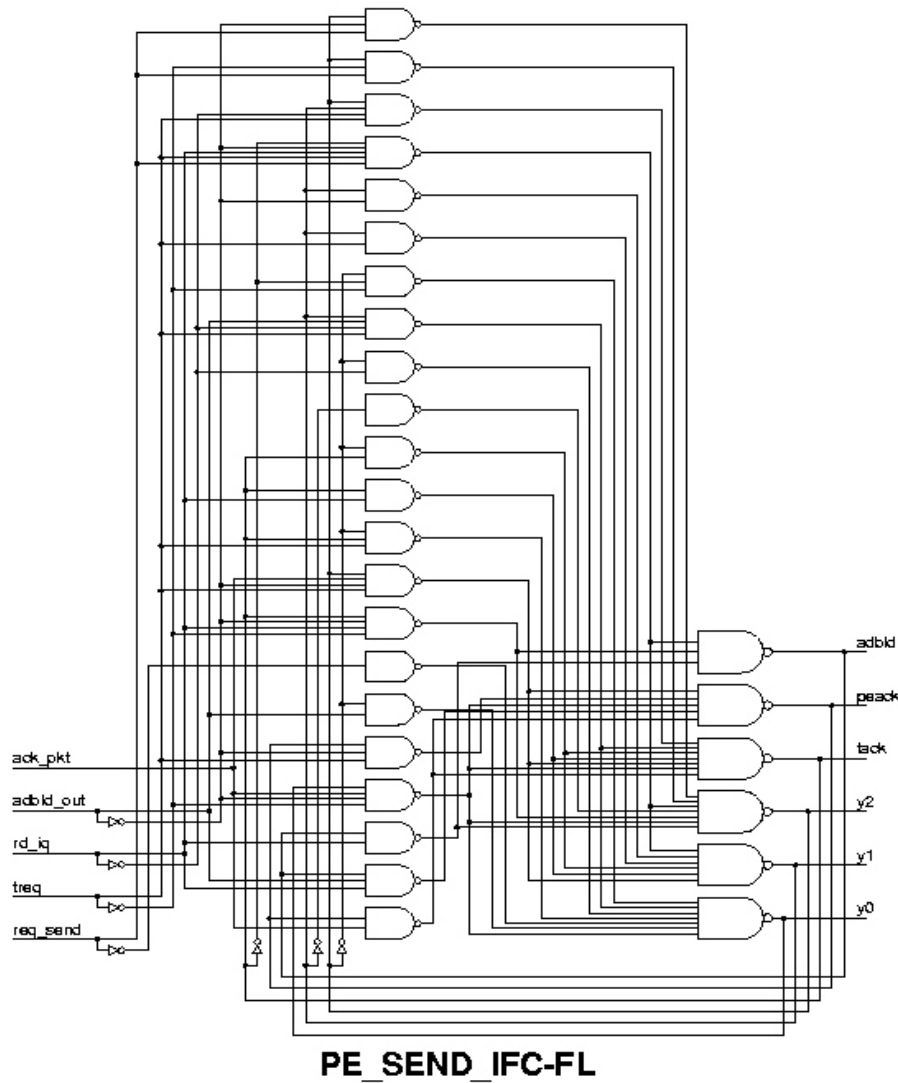 adbld
peack
tack
y2
y1
y0
ack_pkt
adbld_out
rd_iq
treq
req_send
PE_SEND_IFC-FL